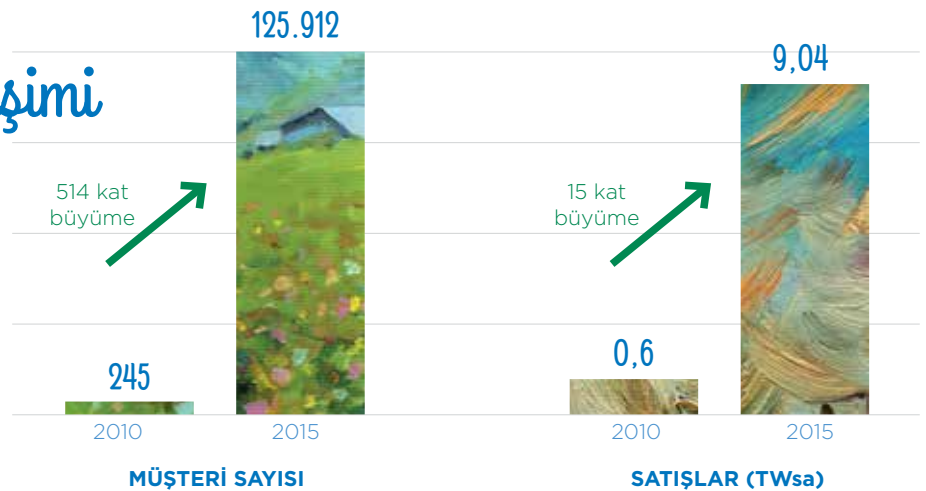 şimi
125.912
514 kat
büyüme
245
2010
2015
MÜŞTERİ SAYISI
9,04
15 kat
büyüme
0,6
2010
2015
SATIŞLAR (TWsa)